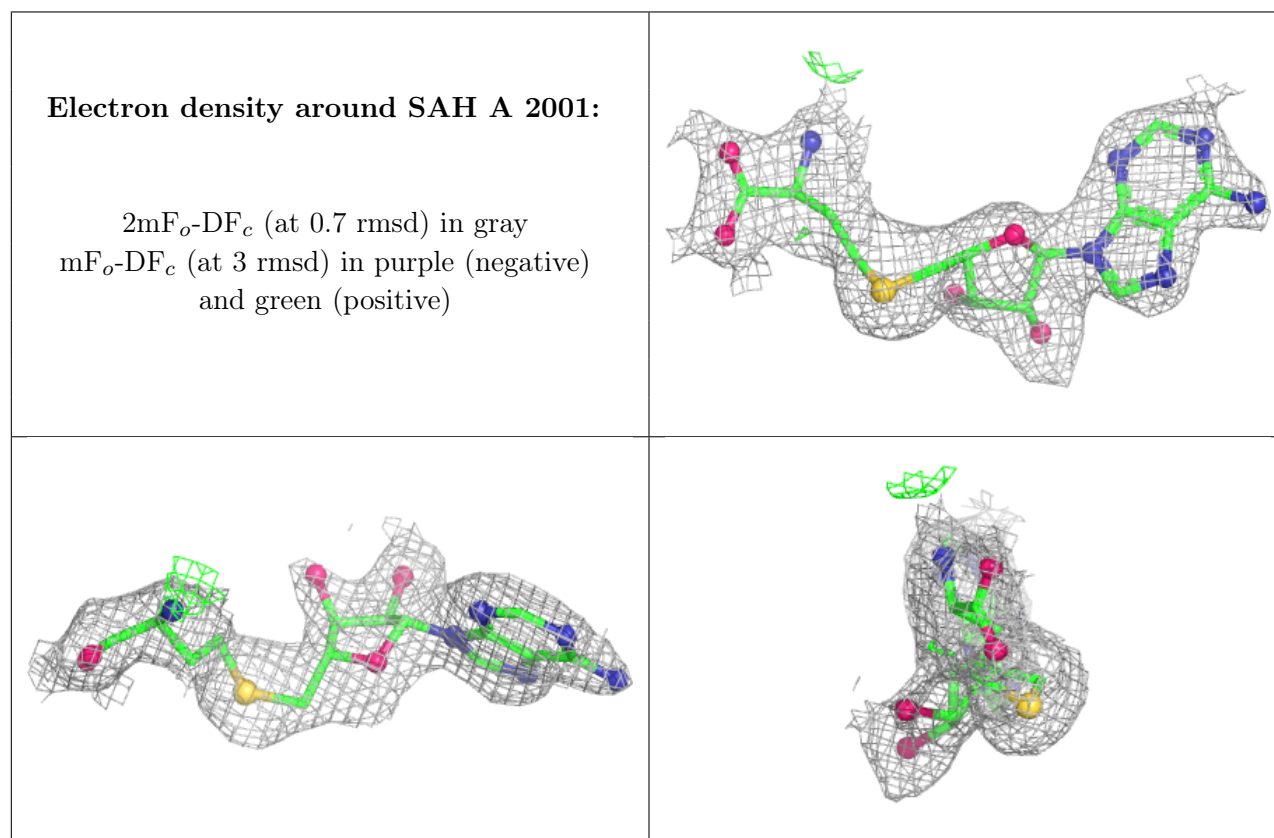 Electron density around SAH A 2001:
2mFₒ-DF𝒸 (at 0.7 rmsd) in gray
mFₒ-DF𝒸 (at 3 rmsd) in purple (negative)
and green (positive)